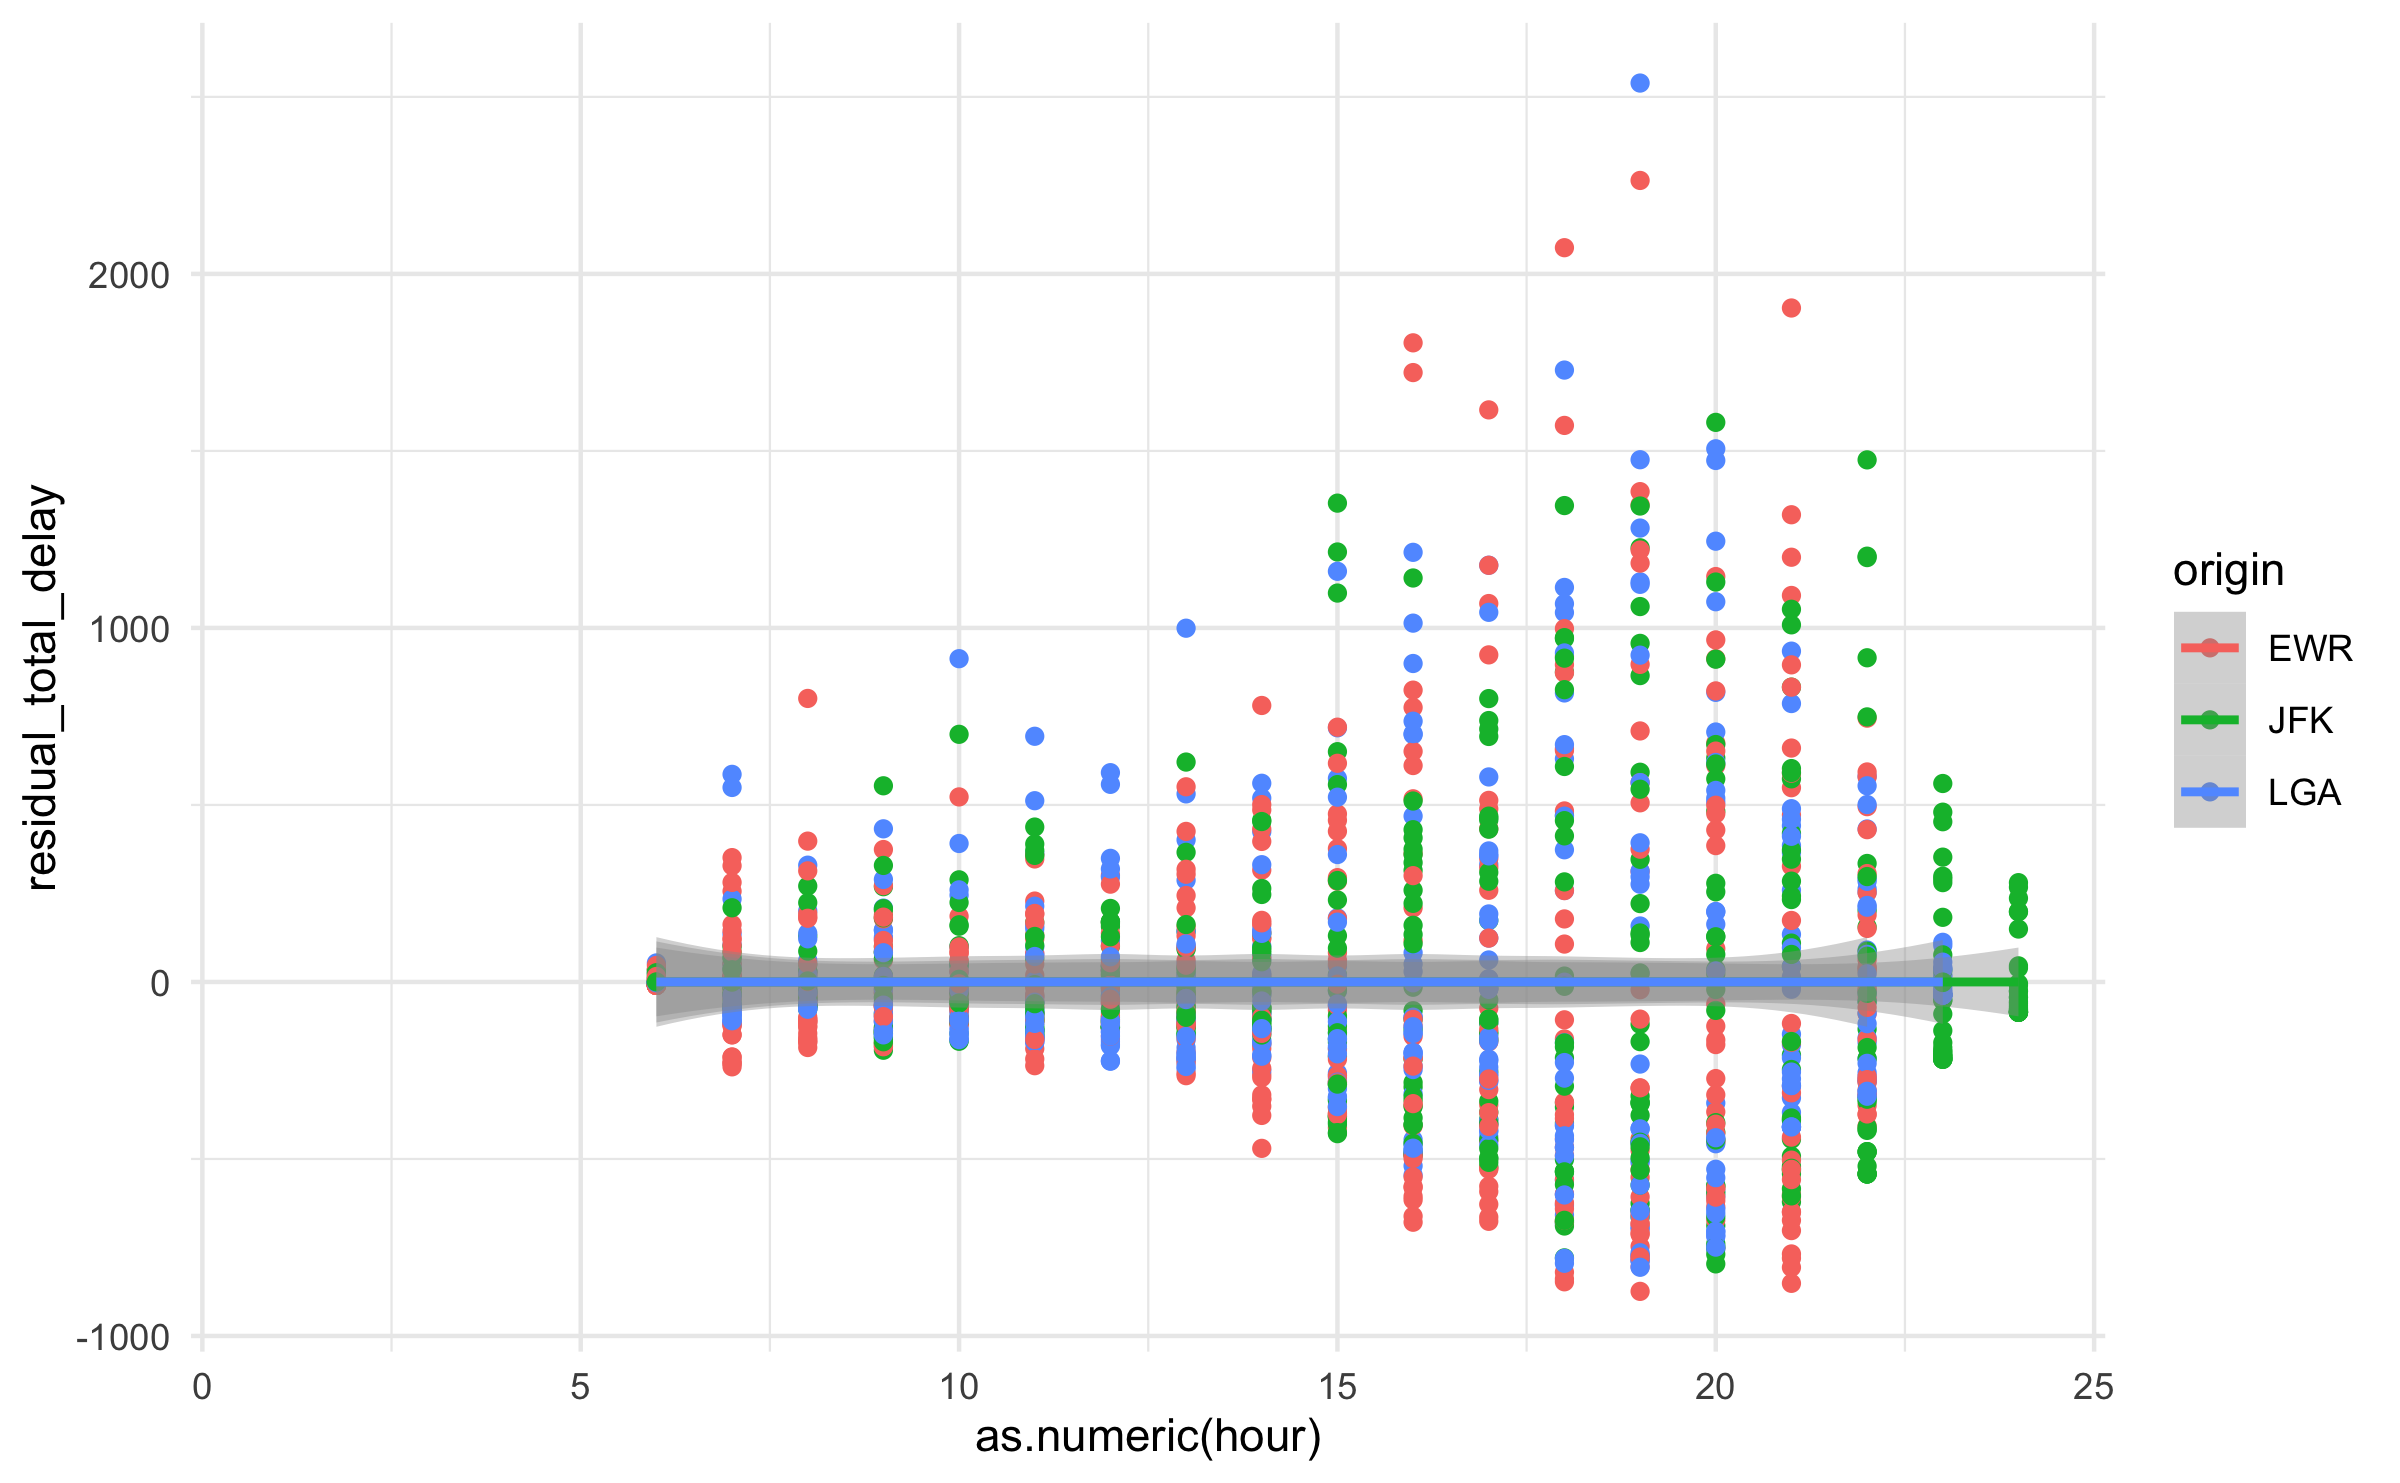 residual_total_delay
2000
1000
0
-1000
0 5 10 15 20 25
as.numeric(hour)
origin
EWR
JFK
LGA